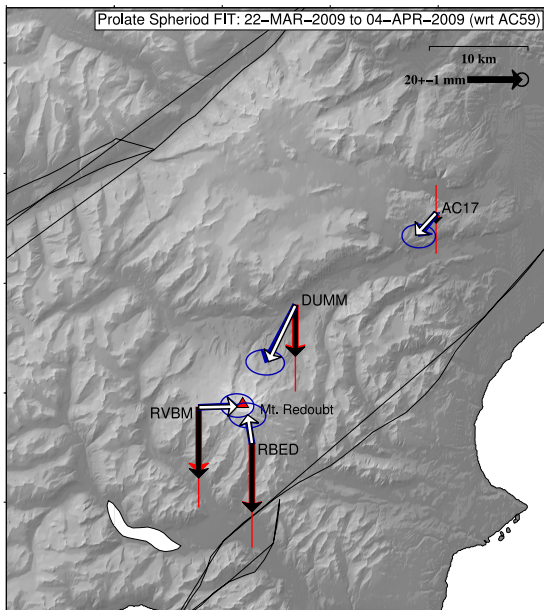 Prolate Spheriod FIT: 22-MAR-2009 to 04-APR-2009 (wrt AC59)
10 km
20+-1 mm
AC17
DUMM
RVBM
Mt. Redoubt
RBED